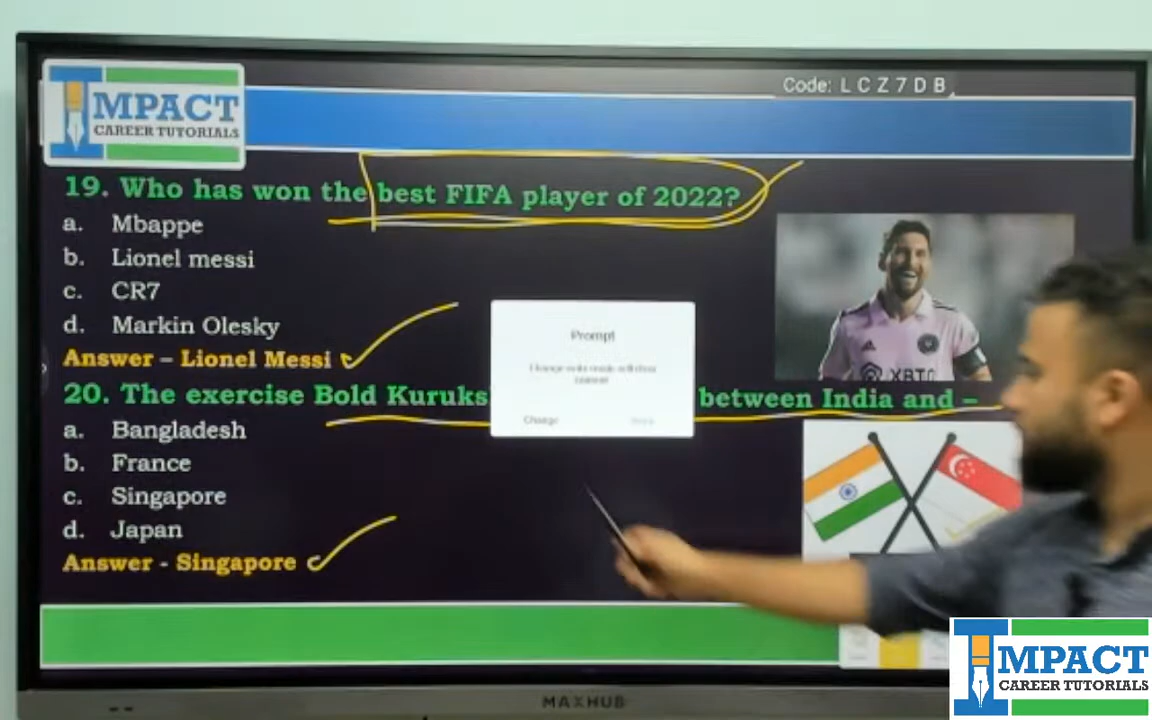 Code: L C Z 7 D B
IMPACT
CAREER TUTORIALS
19. Who has won the best FIFA player of 2022?
a. Mbappe
b. Lionel messi
c. CR7
d. Markin Olesky
Answer – Lionel Messi
Prompt
Change
20. The exercise Bold Kuruks between India and –
a. Bangladesh
b. France
c. Singapore
d. Japan
Answer - Singapore
XBTO
MAXHUB
IMPACT
CAREER TUTORIALS